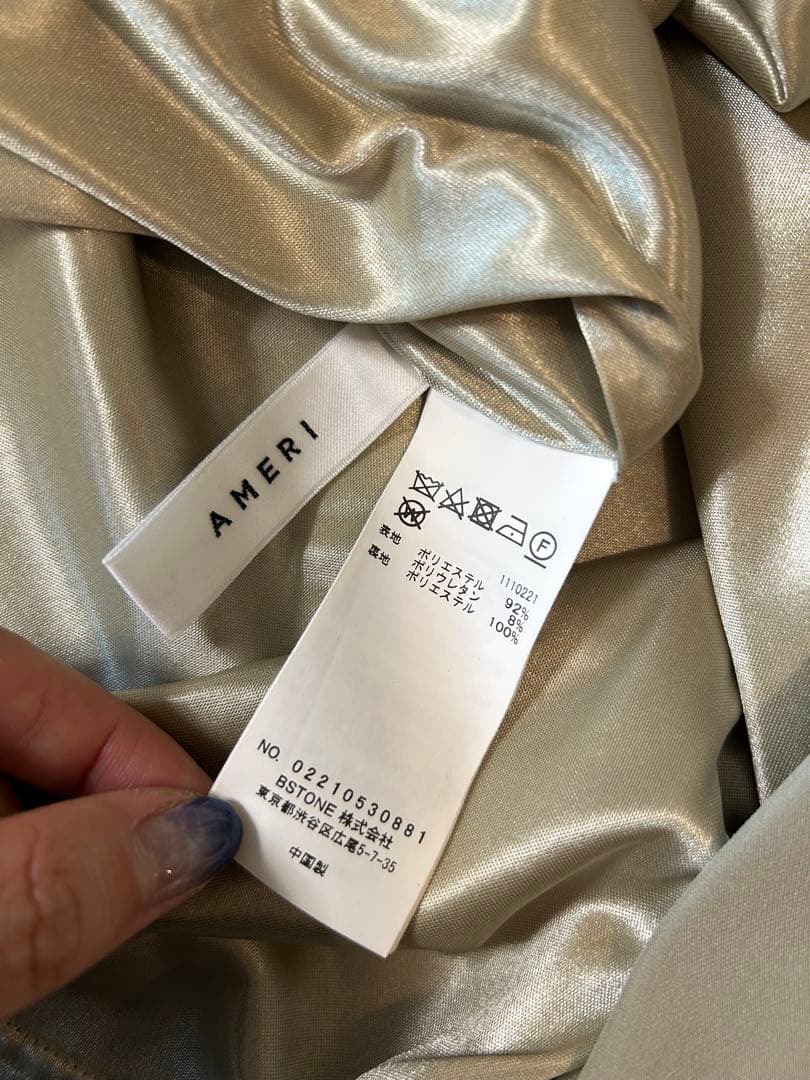 AMERI
F
1110221
表地 ポリエステル 92%
ポリウレタン 8%
裏地 ポリエステル 100%
NO. 02210530881
BSTONE 株式会社
東京都渋谷区広尾5-7-35
中国製